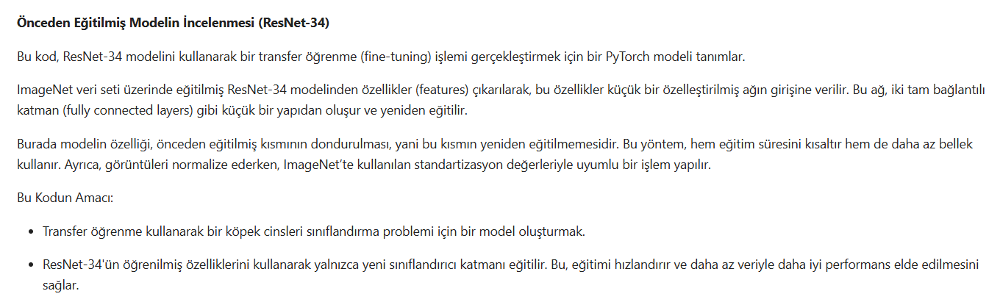 Önceden Eğitilmiş Modelin İncelenmesi (ResNet-34)
Bu kod, ResNet-34 modelini kullanarak bir transfer öğrenme (fine-tuning) işlemi gerçekleştirmek için bir PyTorch modeli tanımlar.
ImageNet veri seti üzerinde eğitilmiş ResNet-34 modelinden özellikler (features) çıkarılarak, bu özellikler küçük bir özelleştirilmiş ağın girişine verilir. Bu ağ, iki tam bağlantılı
katman (fully connected layers) gibi küçük bir yapıdan oluşur ve yeniden eğitilir.
Burada modelin özelliği, önceden eğitilmiş kısmının dondurulması, yani bu kısmın yeniden eğitilmemesidir. Bu yöntem, hem eğitim süresini kısaltır hem de daha az bellek
kullanır. Ayrıca, görüntüleri normalize ederken, ImageNet’te kullanılan standartizasyon değerleriyle uyumlu bir işlem yapılır.
Bu Kodun Amacı:
• Transfer öğrenme kullanarak bir köpek cinsleri sınıflandırma problemi için bir model oluşturmak.
• ResNet-34'ün öğrenilmiş özelliklerini kullanarak yalnızca yeni sınıflandırıcı katmanı eğitilir. Bu, eğitimi hızlandırır ve daha az veriyle daha iyi performans elde edilmesini
sağlar.